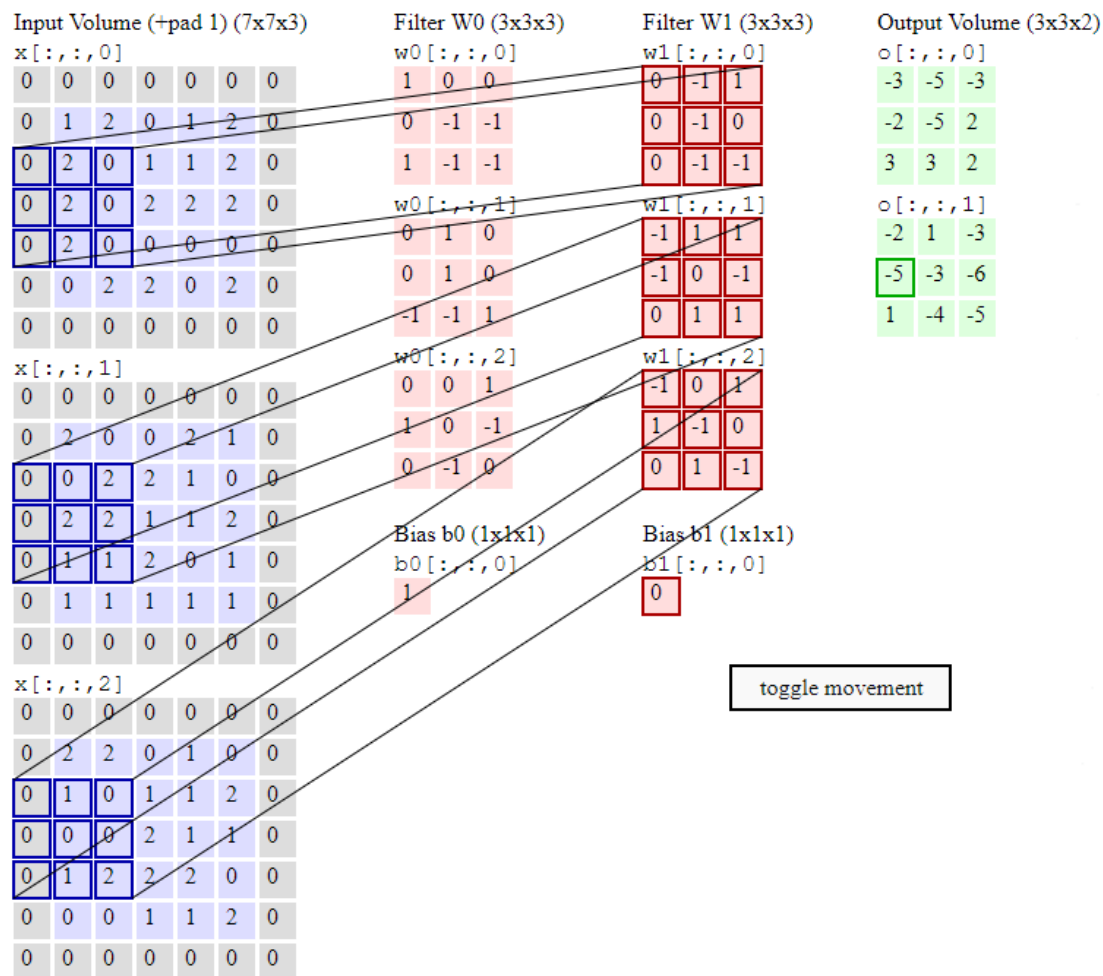 Input Volume (+pad 1) (7x7x3)
x[:,:,0]
0 0 0 0 0 0 0
0 1 2 0 1 2 0
0 2 0 1 1 2 0
0 2 0 2 2 2 0
0 2 0 0 0 0 0
0 0 2 2 0 2 0
0 0 0 0 0 0 0
x[:,:,1]
0 0 0 0 0 0 0
0 2 0 0 2 1 0
0 0 2 2 1 0 0
0 2 2 1 1 2 0
0 1 1 2 0 1 0
0 1 1 1 1 1 0
0 0 0 0 0 0 0
x[:,:,2]
0 0 0 0 0 0 0
0 2 2 0 1 0 0
0 1 0 1 1 2 0
0 0 0 2 1 1 0
0 1 2 2 2 0 0
0 0 0 1 1 2 0
0 0 0 0 0 0 0
Filter W0 (3x3x3)
w0[:,:,0]
1 0 0
0 -1 -1
1 -1 -1
w0[:,:,1]
0 1 0
0 1 0
-1 -1 1
w0[:,:,2]
0 0 1
1 0 -1
0 -1 0
Bias b0 (1x1x1)
b0[:,:,0]
1
Filter W1 (3x3x3)
w1[:,:,0]
0 -1 1
0 -1 0
0 -1 -1
w1[:,:,1]
-1 1 1
-1 0 -1
0 1 1
w1[:,:,2]
-1 0 1
1 -1 0
0 1 -1
Bias b1 (1x1x1)
b1[:,:,0]
0
Output Volume (3x3x2)
o[:,:,0]
-3 -5 -3
-2 -5 2
3 3 2
o[:,:,1]
-2 1 -3
-5 -3 -6
1 -4 -5
toggle movement